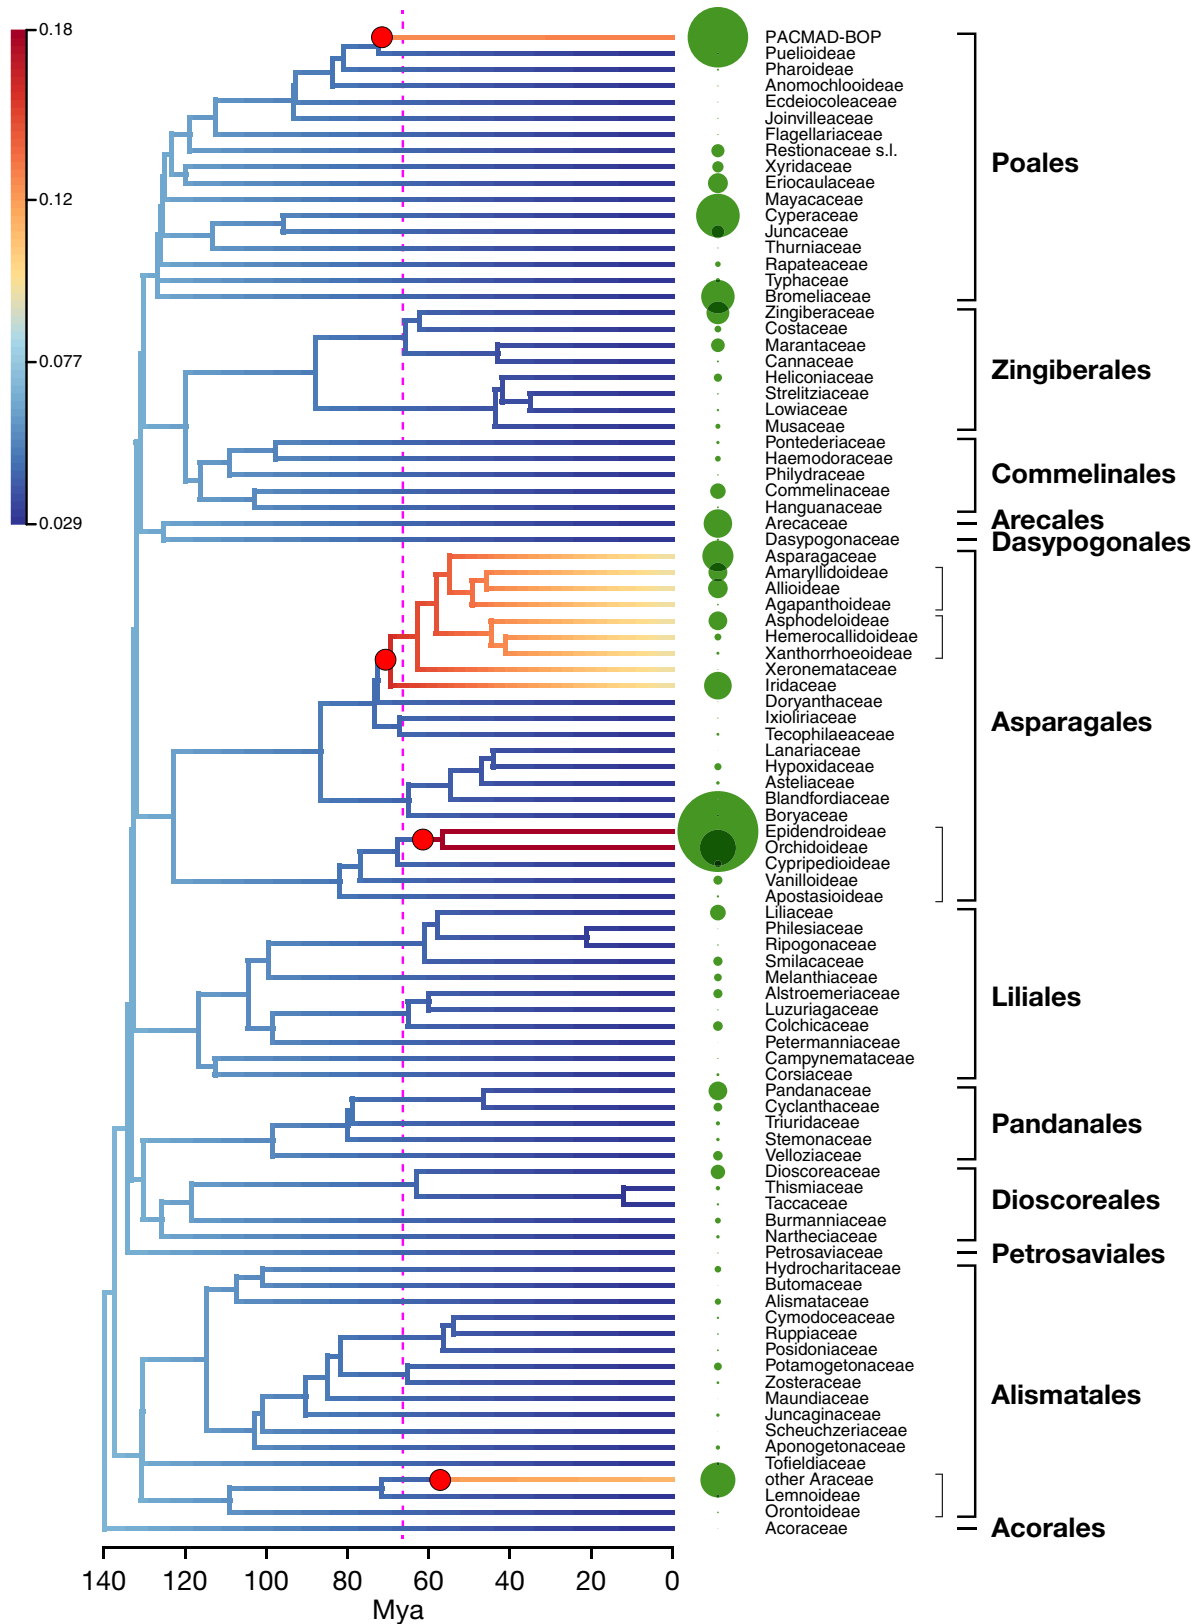 0.18
0.12
0.077
0.029
PACMAD-BOP
Puelioideae
Pharoideae
Anomochlooideae
Ecdeiocoleaceae
Joinvilleaceae
Flagellariaceae
Restionaceae s.l.
Xyridaceae
Eriocaulaceae
Mayacaceae
Cyperaceae
Juncaceae
Thurniaceae
Rapateaceae
Typhaceae
Bromeliaceae
Zingiberaceae
Costaceae
Marantaceae
Cannaceae
Heliconiaceae
Strelitziaceae
Lowiaceae
Musaceae
Pontederiaceae
Haemodoraceae
Philydraceae
Commelinaceae
Hanguanaceae
Arecaceae
Dasypogonaceae
Asparagaceae
Amaryllidoideae
Allioideae
Agapanthoideae
Asphodeloideae
Hemerocallidoideae
Xanthorrhoeoideae
Xeronemataceae
Iridaceae
Doryanthaceae
Ixioliriaceae
Tecophilaeaceae
Lanariaceae
Hypoxidaceae
Asteliaceae
Blandfordiaceae
Boryaceae
Epidendroideae
Orchidoideae
Cypripedioideae
Vanilloideae
Apostasioideae
Liliaceae
Philesiaceae
Ripogonaceae
Smilacaceae
Melanthiaceae
Alstroemeriaceae
Luzuriagaceae
Colchicaceae
Petermanniaceae
Campynemataceae
Corsiaceae
Pandanaceae
Cyclanthaceae
Triuridaceae
Stemonaceae
Velloziaceae
Dioscoreaceae
Thismiaceae
Taccaceae
Burmanniaceae
Nartheciaceae
Petrosaviaceae
Hydrocharitaceae
Butomaceae
Alismataceae
Cymodoceaceae
Ruppiaceae
Posidoniaceae
Potamogetonaceae
Zosteraceae
Maundiaceae
Juncaginaceae
Scheuchzeriaceae
Aponogetonaceae
Tofieldiaceae
other Araceae
Lemnoideae
Orontoideae
Acoraceae
Poales
Zingiberales
Commelinales
Arecales
Dasypogonales
Asparagales
Liliales
Pandanales
Dioscoreales
Petrosaviales
Alismatales
Acorales
140 120 100 80 60 40 20 0
Mya